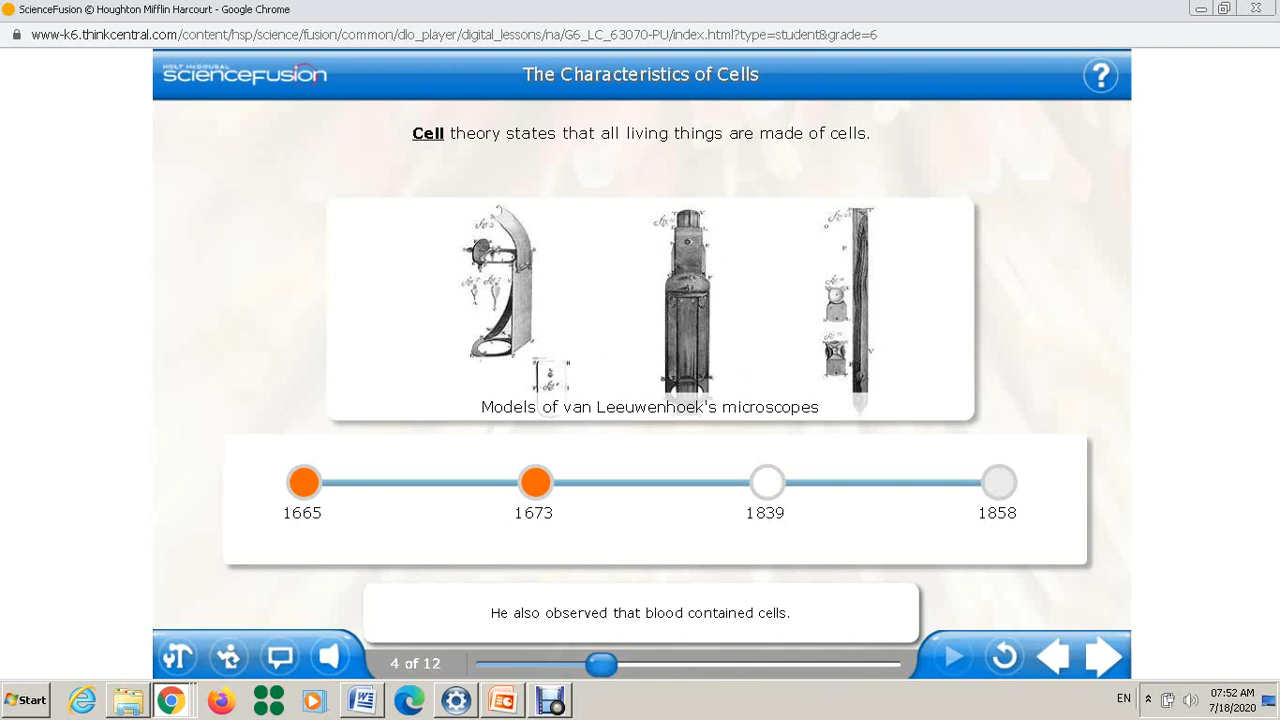 ScienceFusion © Houghton Mifflin Harcourt - Google Chrome
www-k6.thinkcentral.com/content/hsp/science/fusion/common/dlo_player/digital_lessons/na/G6_LC_63070-PU/index.html?type=student&grade=6
HOLT McDOUGAL
SCIENCEFUSION
The Characteristics of Cells
?
Cell theory states that all living things are made of cells.
Models of van Leeuwenhoek's microscopes
1665 1673 1839 1858
He also observed that blood contained cells.
4 of 12
Start
EN
07:52 AM
7/18/2020